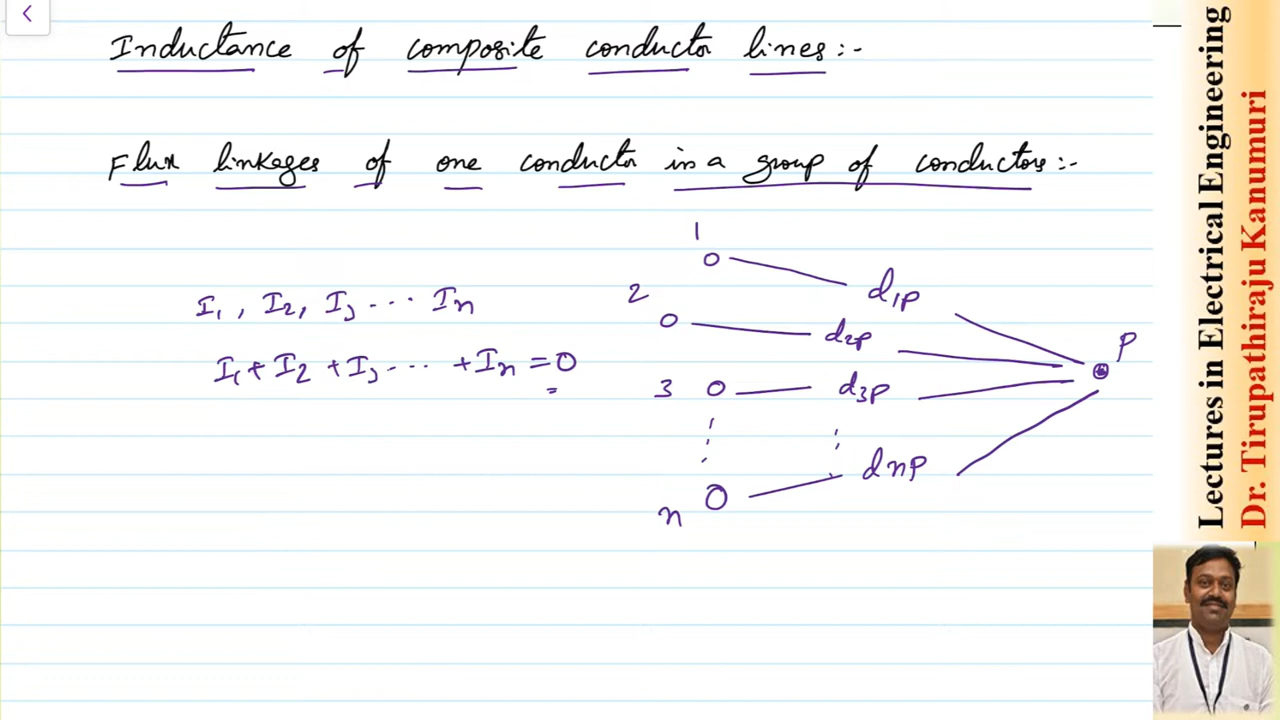 Inductance of composite conductor lines:-
Flux linkages of one conductor in a group of conductors:-
1
d1p
2
I1, I2, I3 ... In
d2p
P
I1 + I2 + I3 ... + In = 0
3
d3p
dnp
n
Lectures in Electrical Engineering
Dr. Tirupathiraju Kanumuri